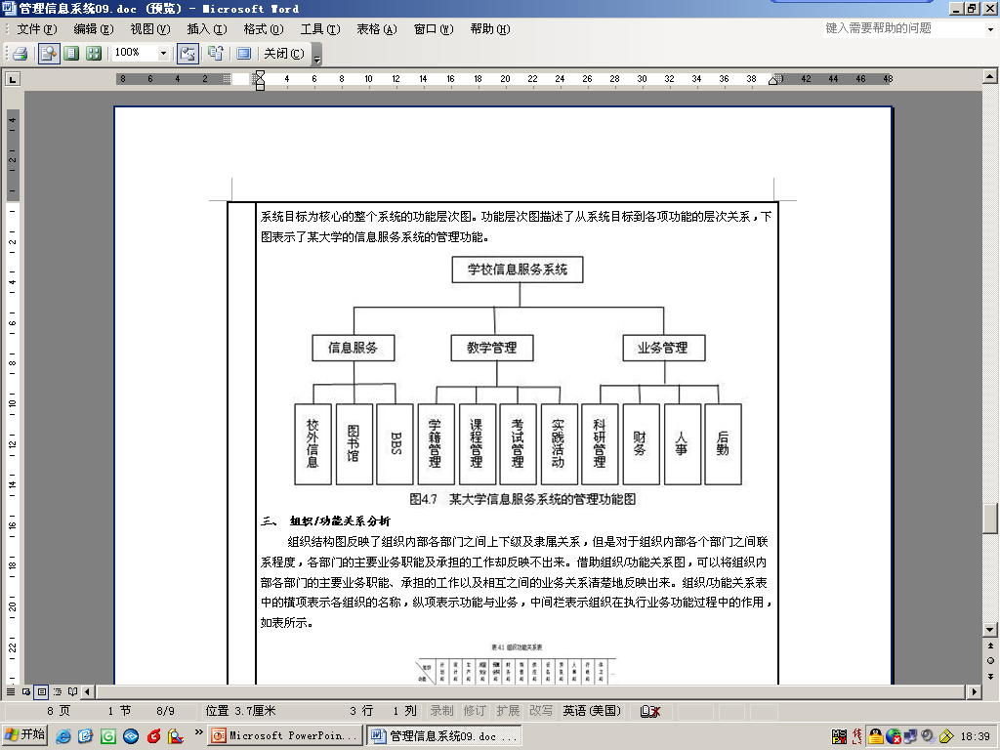 管理信息系统09.doc (预览) - Microsoft Word
文件(F) 编辑(E) 视图(V) 插入(I) 格式(O) 工具(T) 表格(A) 窗口(W) 帮助(H) 键入需要帮助的问题
100% 关闭(C)
8 6 4 2 2 4 6 8 10 12 14 16 18 20 22 24 26 28 30 32 34 36 38 42 44 46 48
系统目标为核心的整个系统的功能层次图。功能层次图描述了从系统目标到各项功能的层次关系，下
图表示了某大学的信息服务系统的管理功能。
学校信息服务系统
信息服务 教学管理 业务管理
校外信息 图书馆 BBS 学籍管理 课程管理 考试管理 实践活动 科研管理 财务 人事 后勤
图4.7 某大学信息服务系统的管理功能图
三、 组织/功能关系分析
组织结构图反映了组织内部各部门之间上下级及隶属关系，但是对于组织内部各个部门之间联
系程度，各部门的主要业务职能及承担的工作却反映不出来。借助组织/功能关系图，可以将组织内
部各部门的主要业务职能、承担的工作以及相互之间的业务关系清楚地反映出来。组织/功能关系表
中的横项表示各组织的名称，纵项表示功能与业务，中间栏表示组织在执行业务功能过程中的作用，
如表所示。
表4.1 组织功能关系表
8 页 1 节 8/9 位置 3.7厘米 3 行 1 列 录制 修订 扩展 改写 英语(美国)
开始 Microsoft PowerPoin... 管理信息系统09.doc ... 18:39